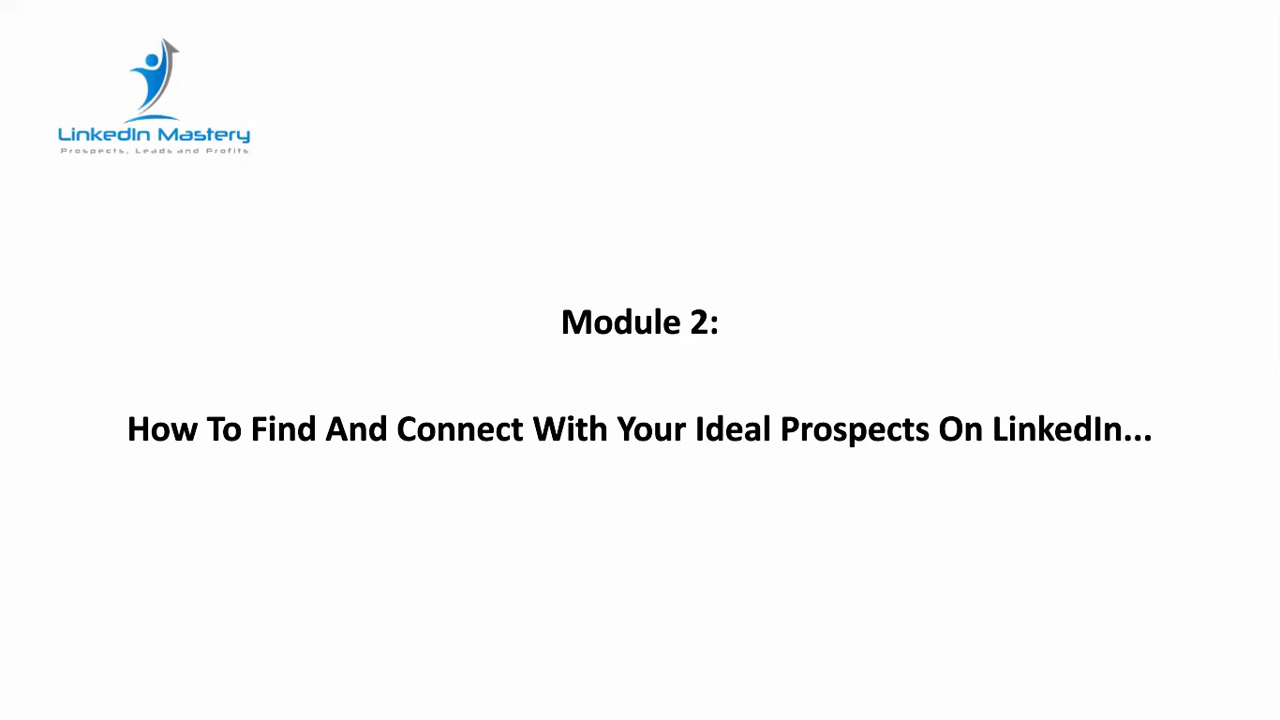 LinkedIn Mastery
Prospects, Leads and Profits
Module 2:
How To Find And Connect With Your Ideal Prospects On LinkedIn...